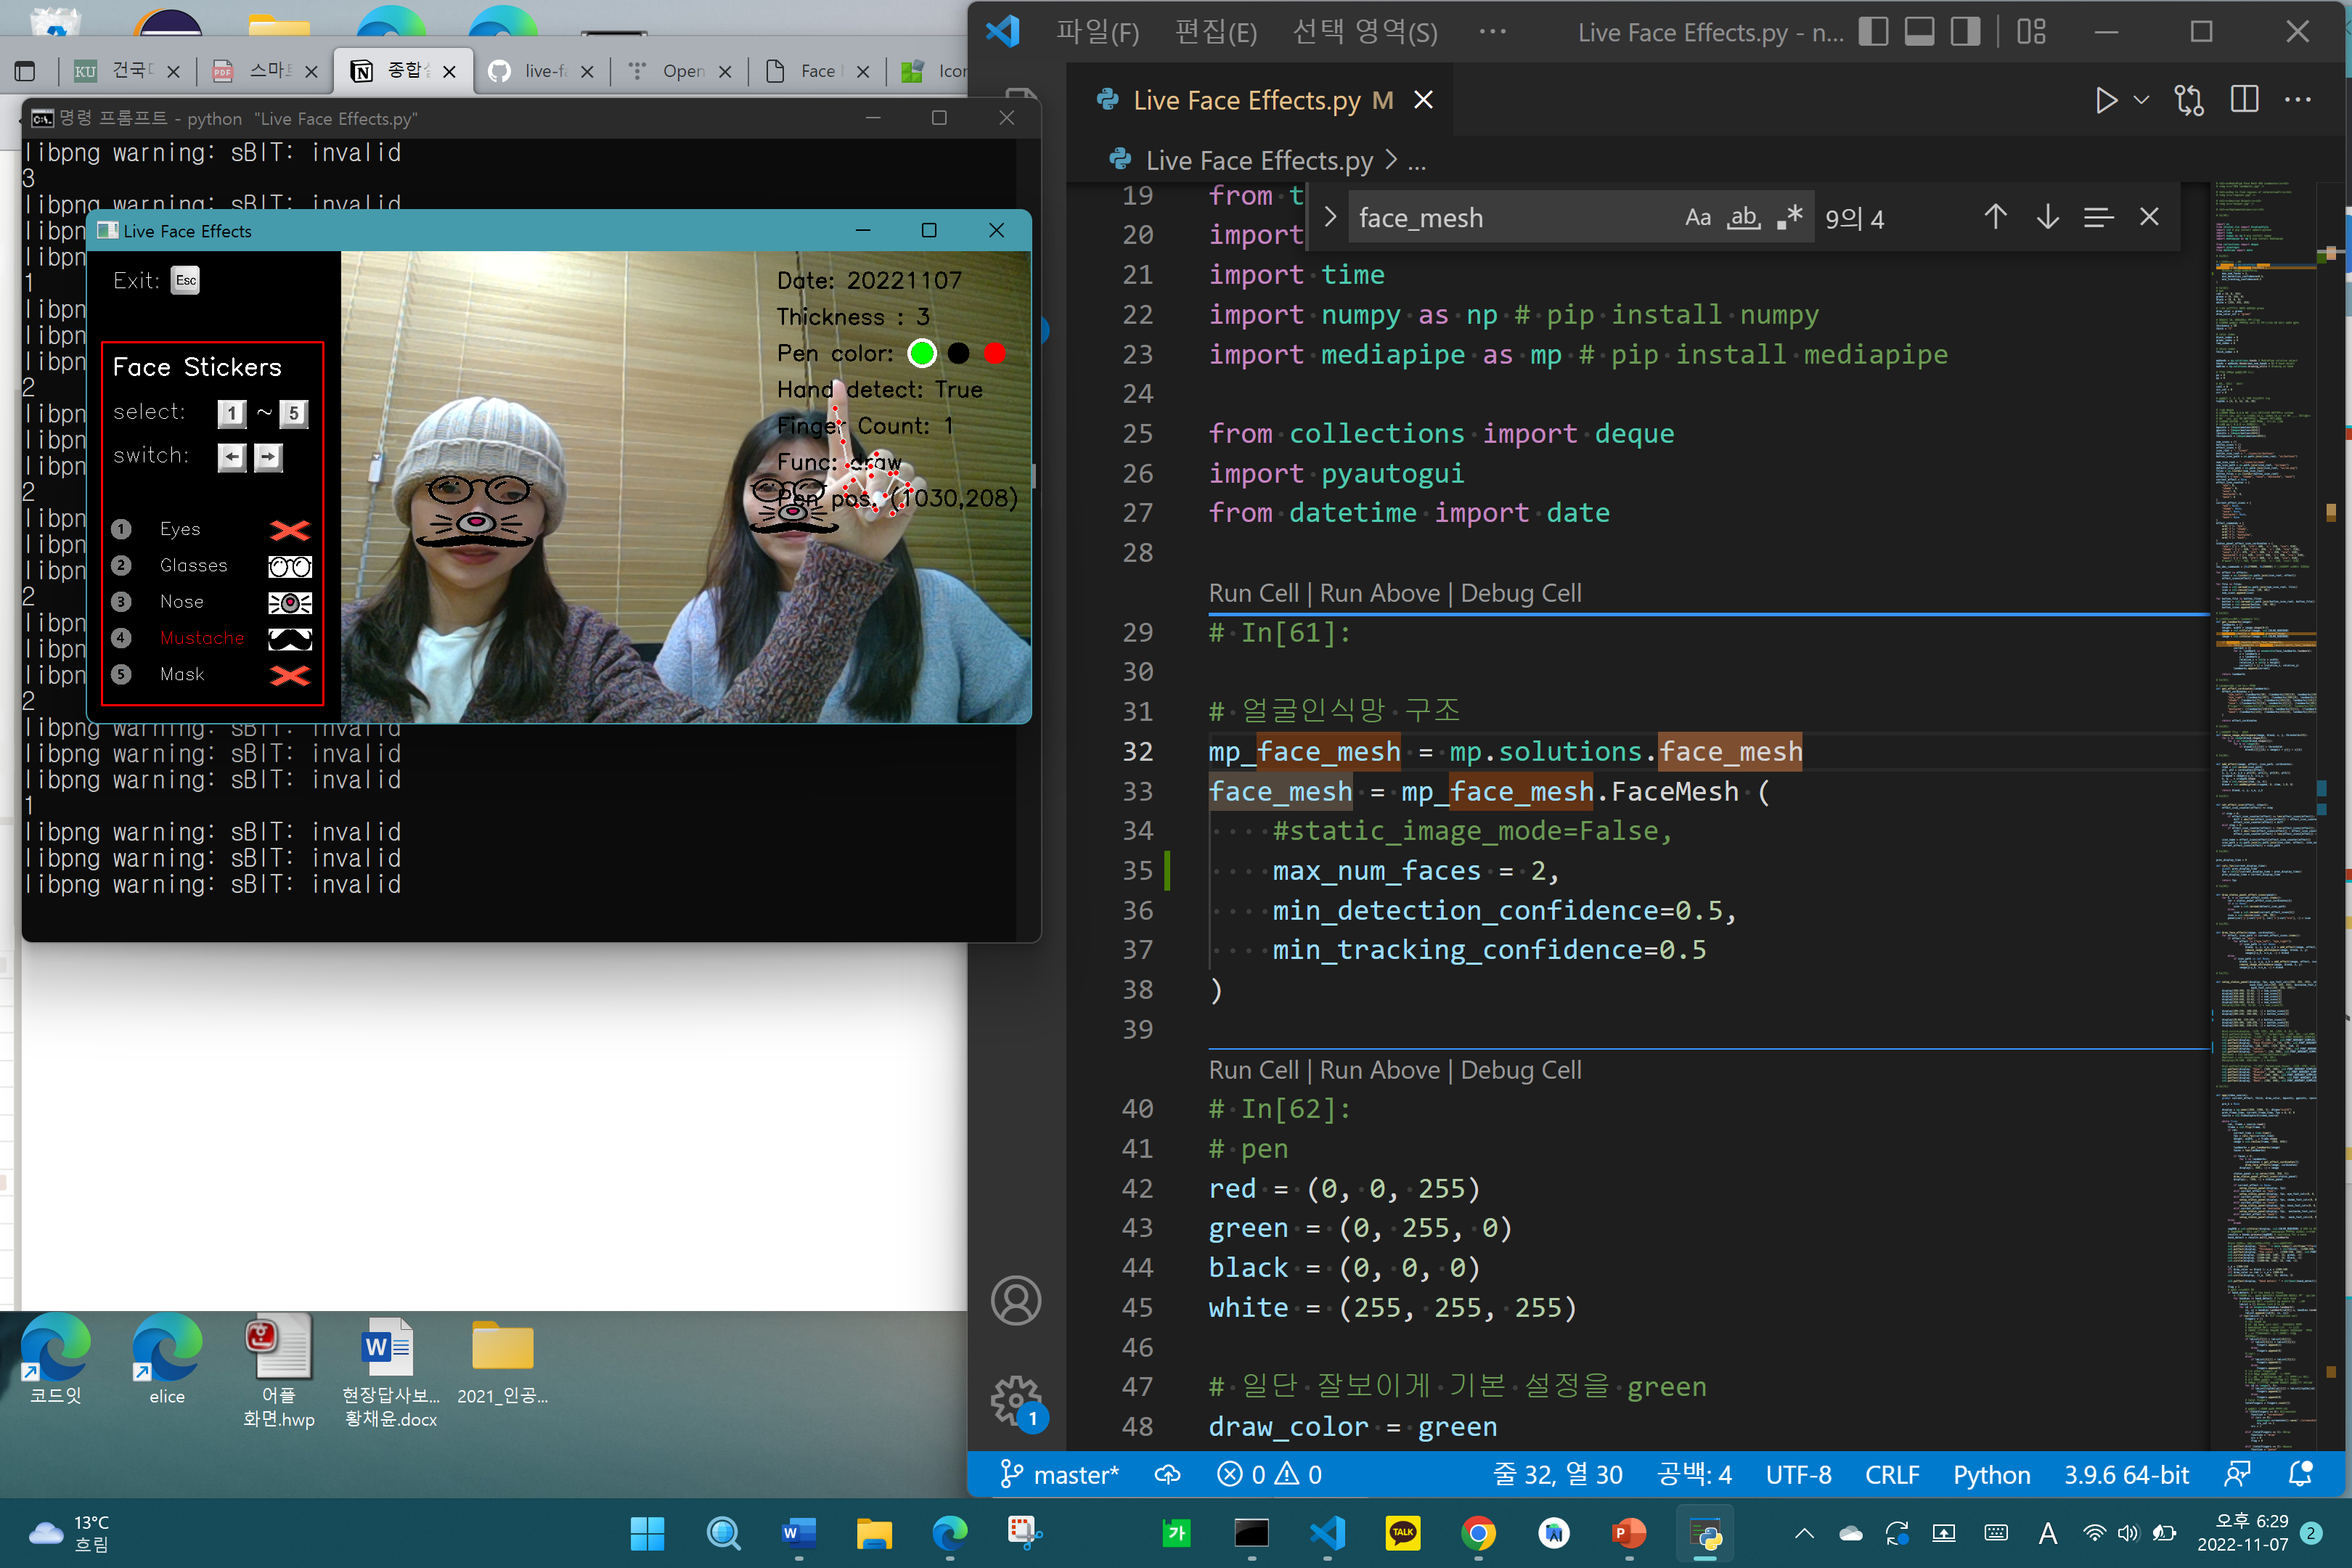 건국대
스마트
종합설
live-fa
Open
Face
Icon
명령 프롬프트 - python "Live Face Effects.py"
libpng warning: sBIT: invalid
3
libpng warning: sBIT: invalid
libpn
libpn
1
libpn
libpn
libpn
2
libpn
libpn
libpn
2
libpn
libpn
libpn
2
libpn
libpn
libpn
2
libpng warning: sBIT: invalid
libpng warning: sBIT: invalid
libpng warning: sBIT: invalid
1
libpng warning: sBIT: invalid
libpng warning: sBIT: invalid
libpng warning: sBIT: invalid
Live Face Effects
Exit: Esc
Face Stickers
select: 1 ~ 5
switch: ← →
1 Eyes
2 Glasses
3 Nose
4 Mustache
5 Mask
Date: 20221107
Thickness : 3
Pen color:
Hand detect: True
Finger Count: 1
Func: draw
Pen pos. (1030,208)
파일(F) 편집(E) 선택 영역(S) ··· Live Face Effects.py - n...
Live Face Effects.py M
Live Face Effects.py > ...
face_mesh Aa ab 9의 4
19 from t
20 import
21 import time
22 import numpy as np # pip install numpy
23 import mediapipe as mp # pip install mediapipe
24
25 from collections import deque
26 import pyautogui
27 from datetime import date
28
Run Cell | Run Above | Debug Cell
29 # In[61]:
30
31 # 얼굴인식망 구조
32 mp_face_mesh = mp.solutions.face_mesh
33 face_mesh = mp_face_mesh.FaceMesh (
34 #static_image_mode=False,
35 max_num_faces = 2,
36 min_detection_confidence=0.5,
37 min_tracking_confidence=0.5
38 )
39
Run Cell | Run Above | Debug Cell
40 # In[62]:
41 # pen
42 red = (0, 0, 255)
43 green = (0, 255, 0)
44 black = (0, 0, 0)
45 white = (255, 255, 255)
46
47 # 일단 잘보이게 기본 설정을 green
48 draw_color = green
1
master* 0 0 줄 32, 열 30 공백: 4 UTF-8 CRLF Python 3.9.6 64-bit
코드잇
elice
어플
화면.hwp
현장답사보...
황채윤.docx
2021_인공...
13°C
흐림
가
TALK
A
오후 6:29
2022-11-07
2